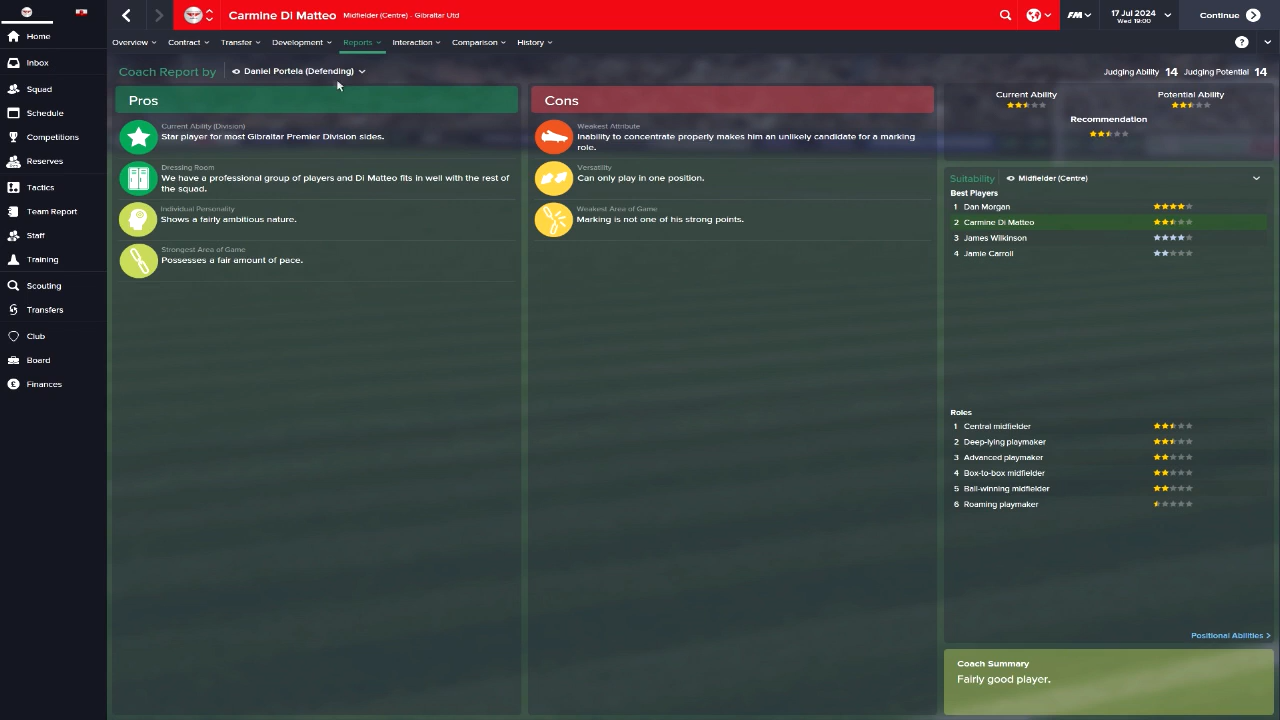 Carmine Di Matteo Midfielder (Centre) - Gibraltar Utd
FM
17 Jul 2024
Wed 19:00
Continue
Home
Inbox
Squad
Schedule
Competitions
Reserves
Tactics
Team Report
Staff
Training
Scouting
Transfers
Club
Board
Finances
Overview Contract Transfer Development Reports Interaction Comparison History ?
Coach Report by Daniel Portela (Defending)
Judging Ability 14 Judging Potential 14
Pros
Current Ability (Division)
Star player for most Gibraltar Premier Division sides.
Dressing Room
We have a professional group of players and Di Matteo fits in well with the rest of
the squad.
Individual Personality
Shows a fairly ambitious nature.
Strongest Area of Game
Possesses a fair amount of pace.
Cons
Weakest Attribute
Inability to concentrate properly makes him an unlikely candidate for a marking
role.
Versatility
Can only play in one position.
Weakest Area of Game
Marking is not one of his strong points.
Current Ability Potential Ability
Recommendation
Suitability Midfielder (Centre)
Best Players
1 Dan Morgan
2 Carmine Di Matteo
3 James Wilkinson
4 Jamie Carroll
Roles
1 Central midfielder
2 Deep-lying playmaker
3 Advanced playmaker
4 Box-to-box midfielder
5 Ball-winning midfielder
6 Roaming playmaker
Positional Abilities >
Coach Summary
Fairly good player.